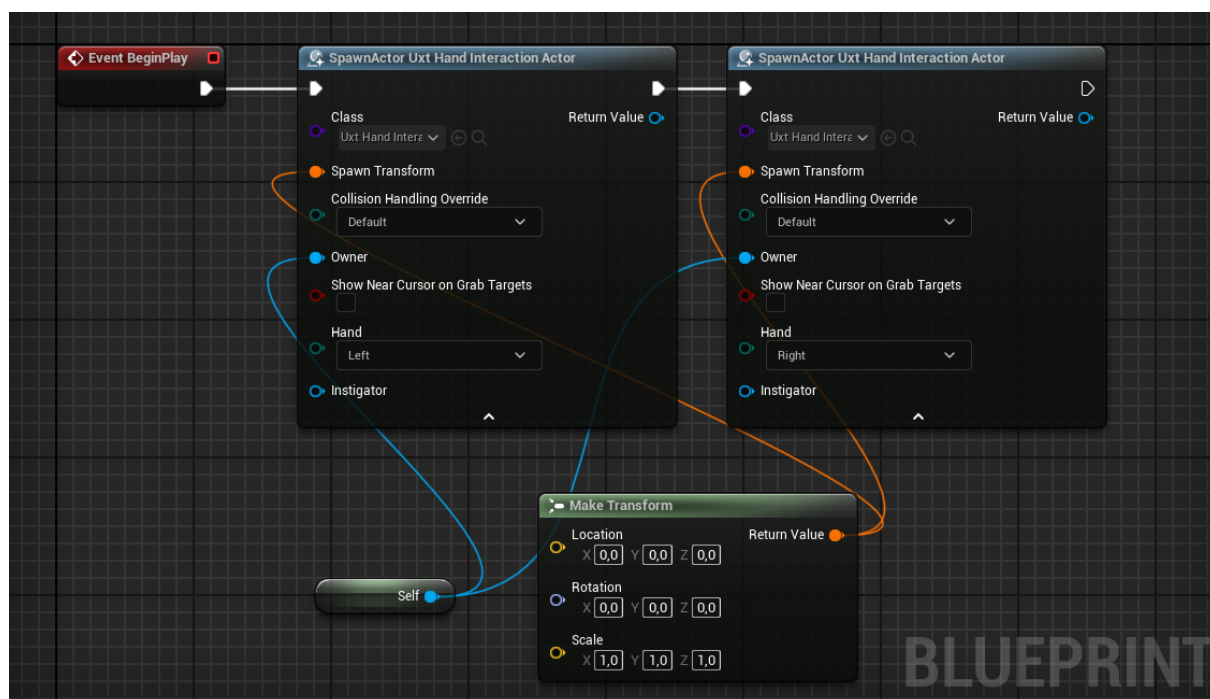 Event BeginPlay
SpawnActor Uxt Hand Interaction Actor
Class
Return Value
Uxt Hand Intera
Spawn Transform
Collision Handling Override
Default
Owner
Show Near Cursor on Grab Targets
Hand
Left
Instigator
SpawnActor Uxt Hand Interaction Actor
Class
Return Value
Uxt Hand Intera
Spawn Transform
Collision Handling Override
Default
Owner
Show Near Cursor on Grab Targets
Hand
Right
Instigator
Self
Make Transform
Location
Return Value
X 0,0 Y 0,0 Z 0,0
Rotation
X 0,0 Y 0,0 Z 0,0
Scale
X 1,0 Y 1,0 Z 1,0
BLUEPRINT